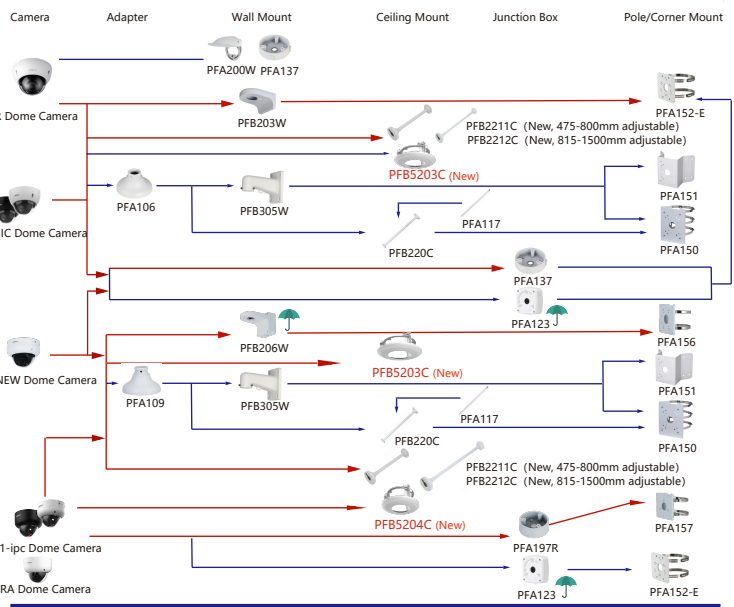 Camera Adapter Wall Mount Ceiling Mount Junction Box Pole/Corner Mount
PFA200W PFA137
Dome Camera
PFB203W
PFA152-E
PFB2211C (New, 475-800mm adjustable)
PFB2212C (New, 815-1500mm adjustable)
PFB5203C (New)
PFA106
PFB305W
PFA151
IC Dome Camera
PFA117
PFB220C
PFA150
PFA137
PFA123
PFB206W
PFA156
PFB5203C (New)
NEW Dome Camera
PFA109
PFB305W
PFA151
PFA117
PFB220C
PFA150
PFB2211C (New, 475-800mm adjustable)
PFB2212C (New, 815-1500mm adjustable)
PFB5204C (New)
PFA157
1-ipc Dome Camera
PFA197R
RA Dome Camera
PFA123
PFA152-E